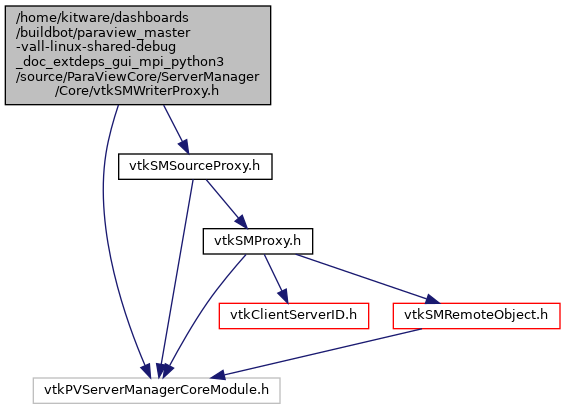 /home/kitware/dashboards
/buildbot/paraview_master
-vall-linux-shared-debug
_doc_extdeps_gui_mpi_python3
/source/ParaViewCore/ServerManager
/Core/vtkSMWriterProxy.h
vtkSMSourceProxy.h
vtkSMProxy.h
vtkClientServerID.h
vtkSMRemoteObject.h
vtkPVServerManagerCoreModule.h